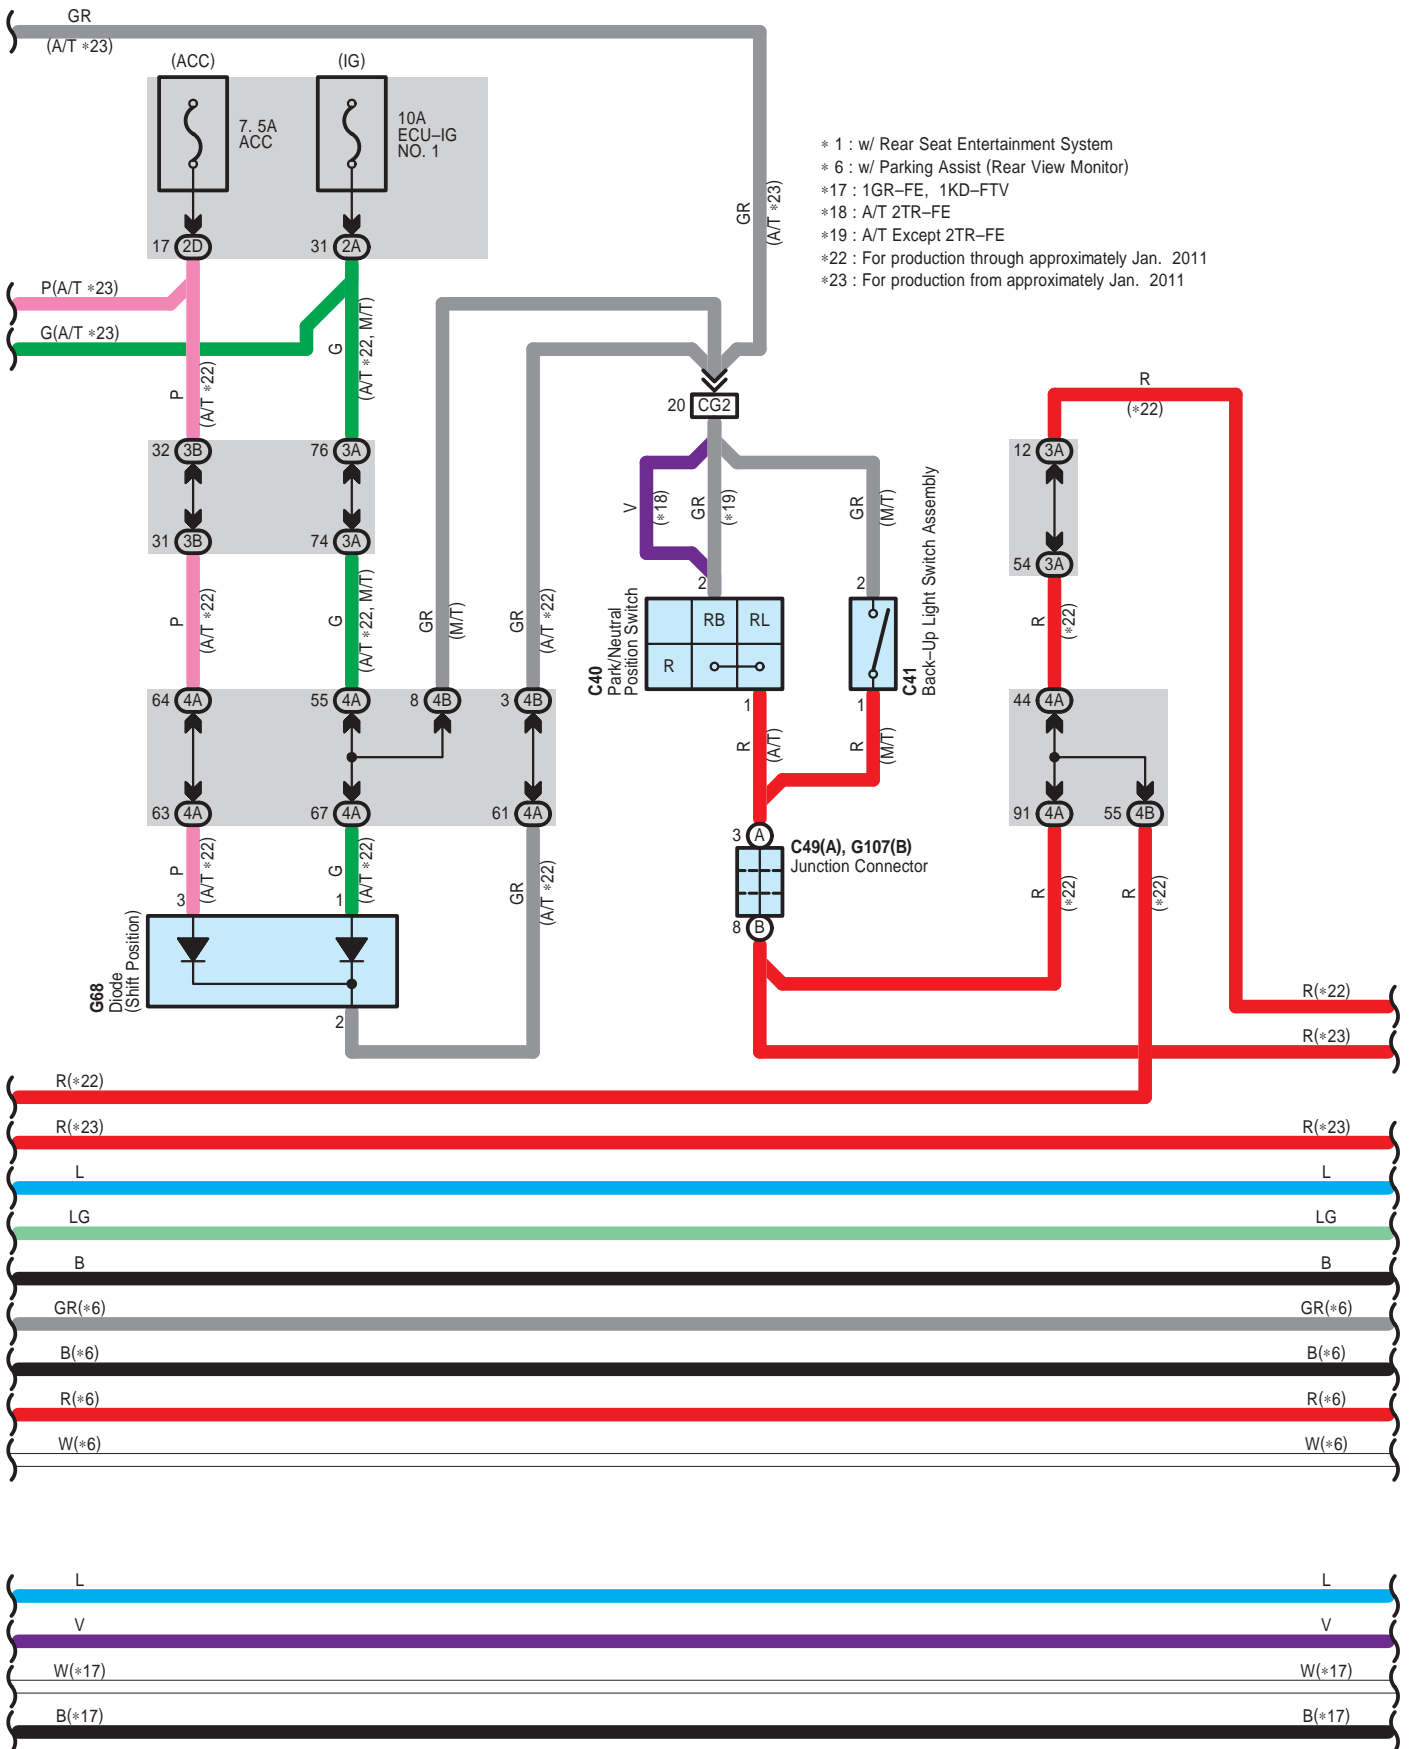 GR
(A/T *23)
(ACC)
(IG)
7. 5A
ACC
10A
ECU–IG
NO. 1
17 2D
31 2A
GR
(A/T *23)
* 1 : w/ Rear Seat Entertainment System
* 6 : w/ Parking Assist (Rear View Monitor)
*17 : 1GR–FE, 1KD–FTV
*18 : A/T 2TR–FE
*19 : A/T Except 2TR–FE
*22 : For production through approximately Jan. 2011
*23 : For production from approximately Jan. 2011
P(A/T *23)
G(A/T *23)
P
(A/T *22)
G
(A/T *22, M/T)
20 CG2
R
(*22)
32 3B
76 3A
12 3A
V
(*18)
GR
(*19)
GR
(M/T)
31 3B
74 3A
54 3A
P
(A/T *22)
G
(A/T *22, M/T)
GR
(M/T)
GR
(A/T *22)
2
RB
RL
R
C40
Park/Neutral
Position Switch
1
2
C41
Back–Up Light Switch Assembly
1
R
(*22)
64 4A
55 4A
8 4B
3 4B
44 4A
R
(A/T)
R
(M/T)
63 4A
67 4A
61 4A
91 4A
55 4B
3 A
C49(A), G107(B)
Junction Connector
8 B
P
(A/T *22)
3
G
(A/T *22)
1
GR
(A/T *22)
R
(*22)
R
(*22)
G68
Diode
(Shift Position)
2
R(*22)
R(*23)
R(*22)
R(*23)
R(*23)
L
L
LG
LG
B
B
GR(*6)
GR(*6)
B(*6)
B(*6)
R(*6)
R(*6)
W(*6)
W(*6)
L
L
V
V
W(*17)
W(*17)
B(*17)
B(*17)